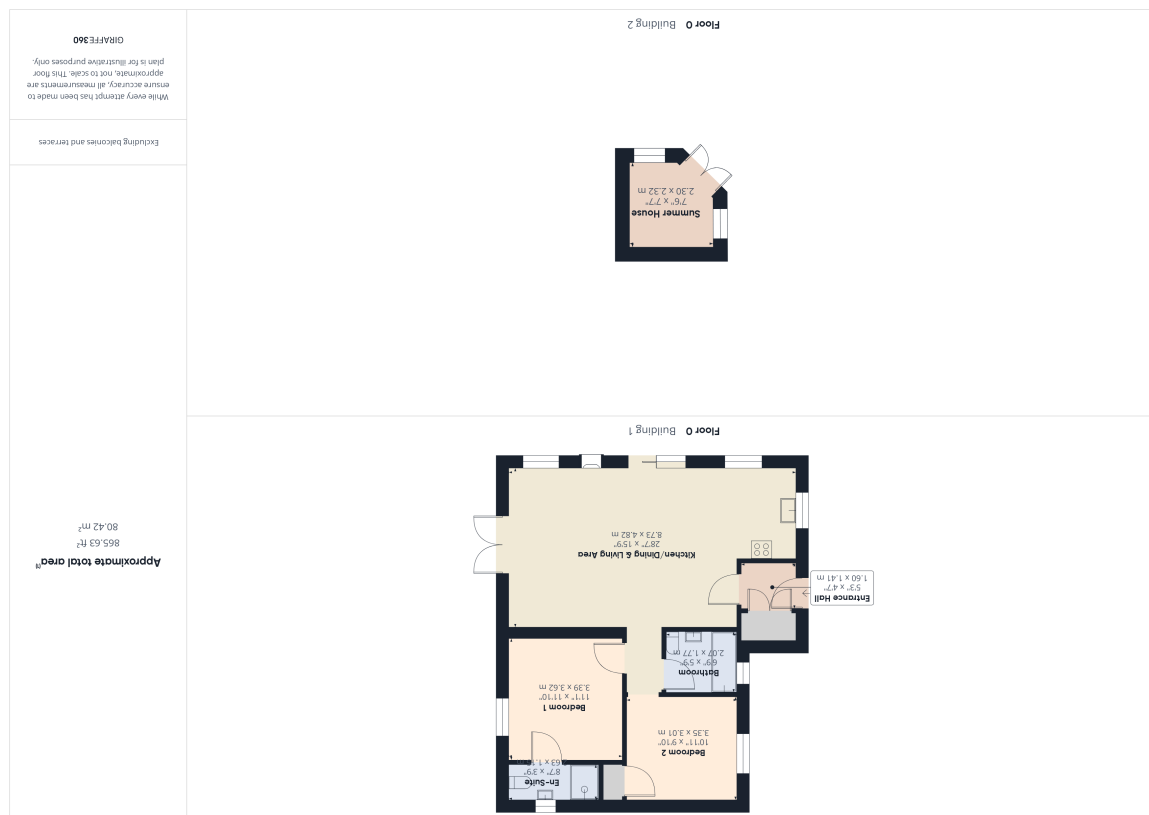 En-Suite
8'7" x 3'9"
Bedroom 2
10'11" x 9'10"
3.35 x 3.01 m
Bedroom 1
11'1" x 11'10"
3.39 x 3.62 m
Bathroom
6'9" x 5'9"
2.07 x 1.77 m
Entrance Hall
5'3" x 4'7"
1.60 x 1.41 m
Kitchen/Dining & Living Area
28'7" x 15'9"
8.73 x 4.82 m
Floor 0 Building 1
Summer House
7'6" x 7'7"
2.30 x 2.32 m
Floor 0 Building 2
Approximate total area(1)
865.63 ft²
80.42 m²
Excluding balconies and terraces
While every attempt has been made to
ensure accuracy, all measurements are
approximate, not to scale. This floor
plan is for illustrative purposes only.
GIRAFFE360